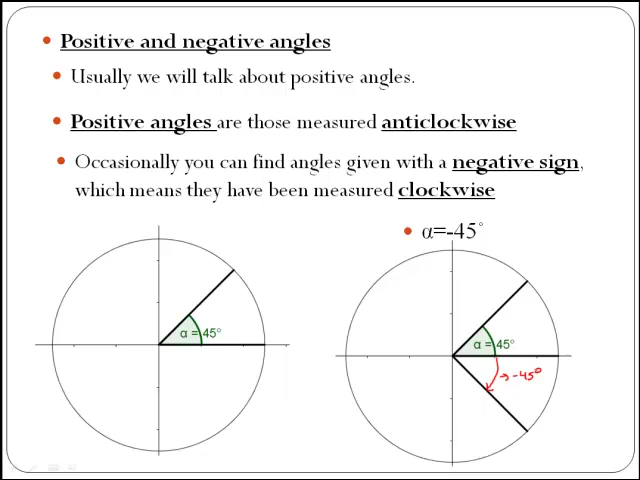 Positive and negative angles
Usually we will talk about positive angles.
Positive angles are those measured anticlockwise
Occasionally you can find angles given with a negative sign,
which means they have been measured clockwise
α=-45°
α = 45°
α = 45°
→ -45°